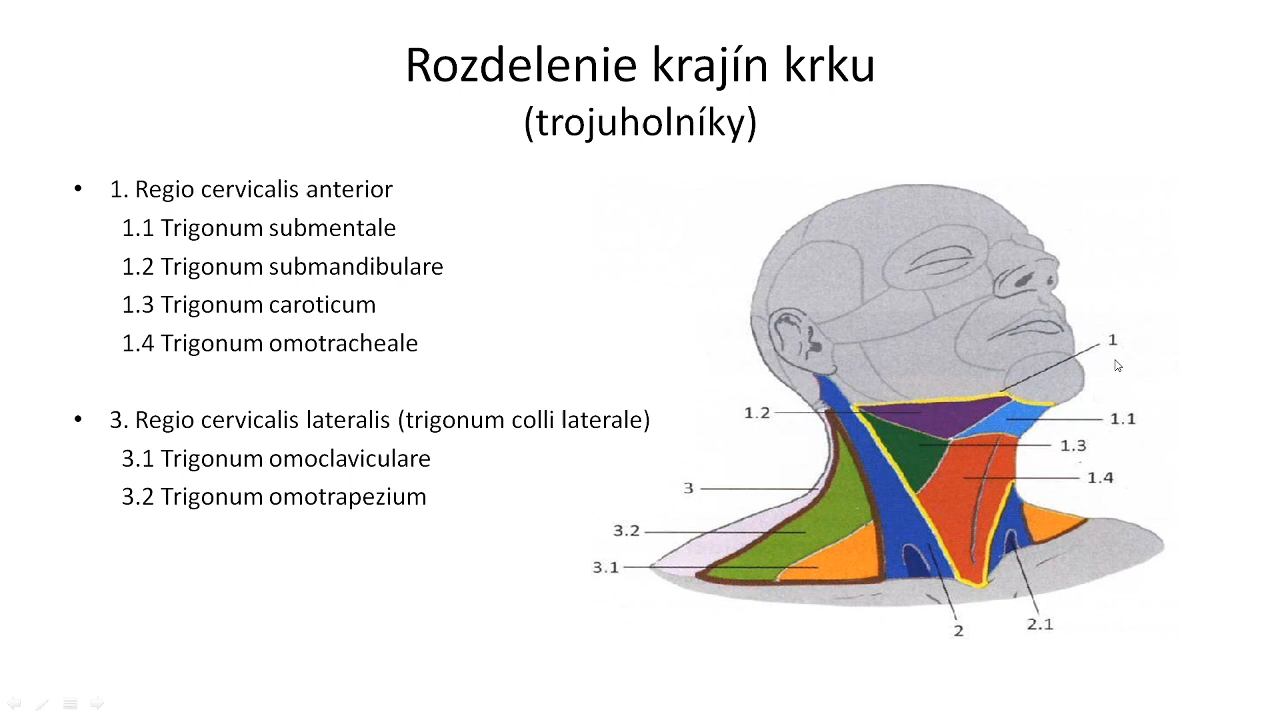 Rozdelenie krajín krku
(trojuholníky)
• 1. Regio cervicalis anterior
1.1 Trigonum submentale
1.2 Trigonum submandibulare
1.3 Trigonum caroticum
1.4 Trigonum omotracheale
• 3. Regio cervicalis lateralis (trigonum colli laterale)
3.1 Trigonum omoclaviculare
3.2 Trigonum omotrapezium
1
1.2
1.1
1.3
1.4
3
3.2
3.1
2
2.1